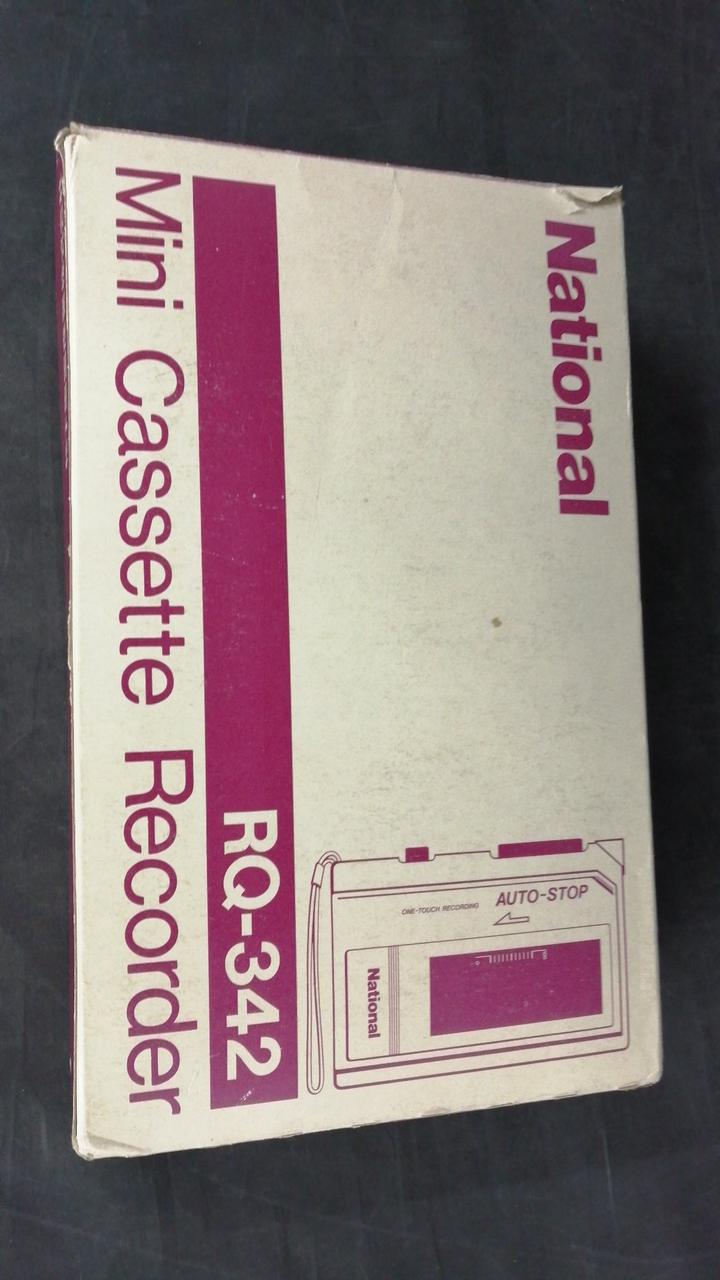 National
AUTO-STOP
ONE-TOUCH RECORDING
National
RQ-342
Mini Cassette Recorder